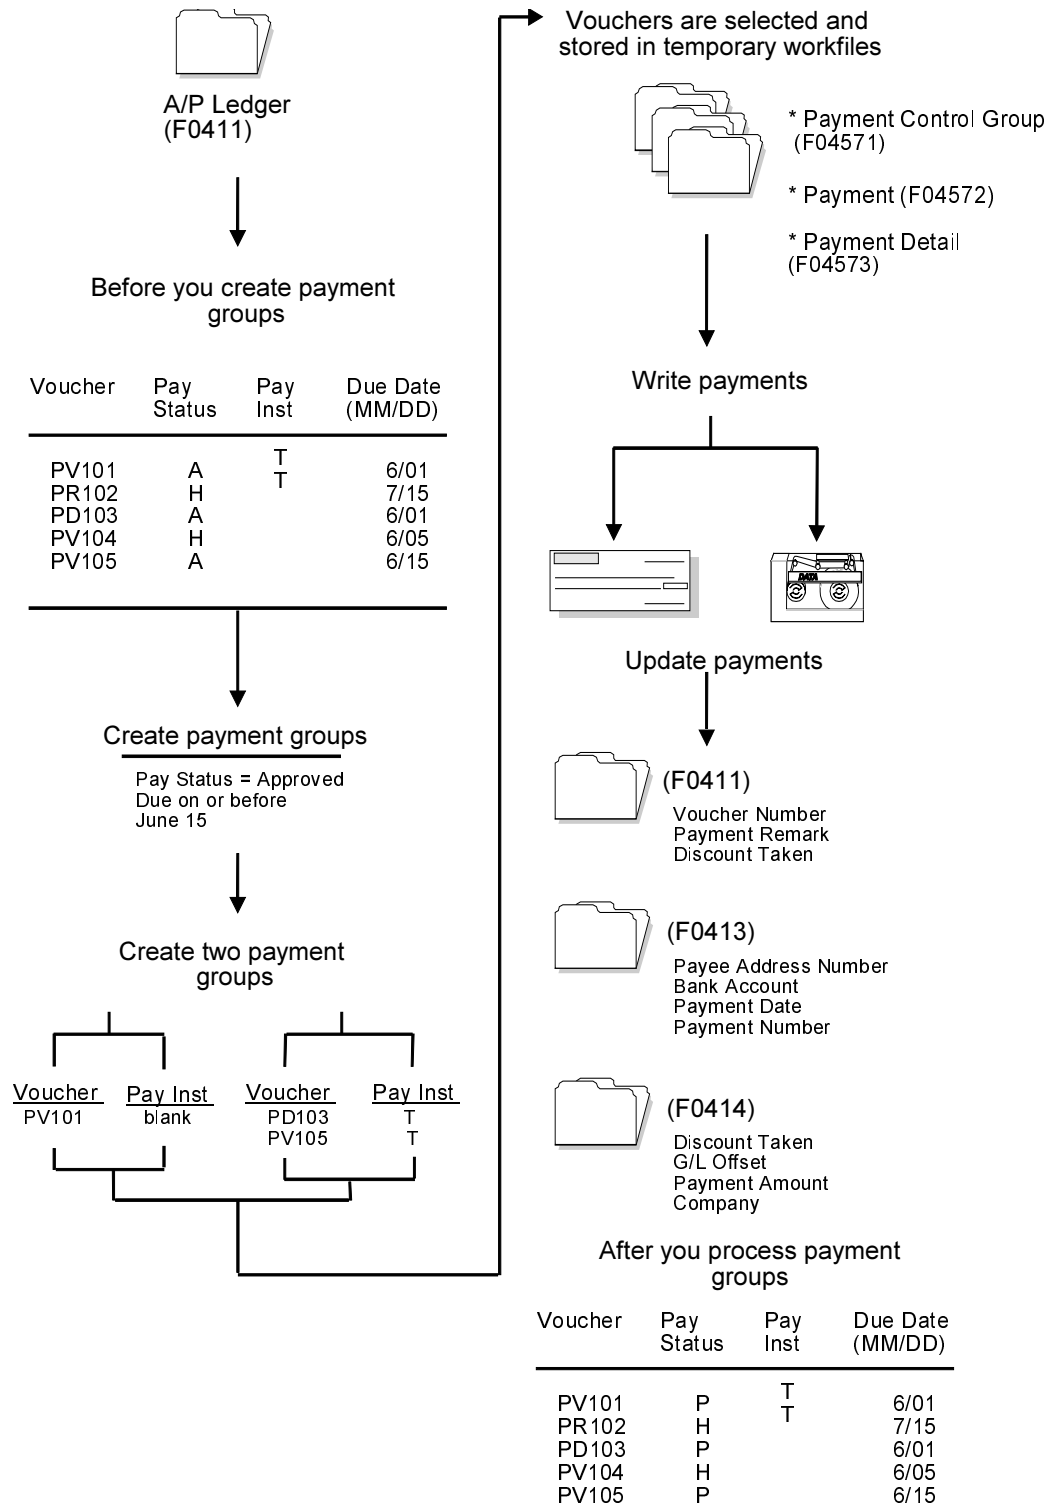 A/P Ledger
(F0411)
Before you create payment
groups
Voucher Pay Pay Due Date
Status Inst (MM/DD)
T
PV101 A 6/01
T
PR102 H 7/15
PD103 A 6/01
PV104 H 6/05
PV105 A 6/15
Create payment groups
Pay Status = Approved
Due on or before
June 15
Create two payment
groups
Voucher Pay Inst Voucher Pay Inst
PV101 blank PD103 T
PV105 T
Vouchers are selected and
stored in temporary workfiles
* Payment Control Group
(F04571)
* Payment (F04572)
* Payment Detail
(F04573)
Write payments
DATA
Update payments
(F0411)
Voucher Number
Payment Remark
Discount Taken
(F0413)
Payee Address Number
Bank Account
Payment Date
Payment Number
(F0414)
Discount Taken
G/L Offset
Payment Amount
Company
After you process payment
groups
Voucher Pay Pay Due Date
Status Inst (MM/DD)
T
PV101 P 6/01
T
PR102 H 7/15
PD103 P 6/01
PV104 H 6/05
PV105 P 6/15